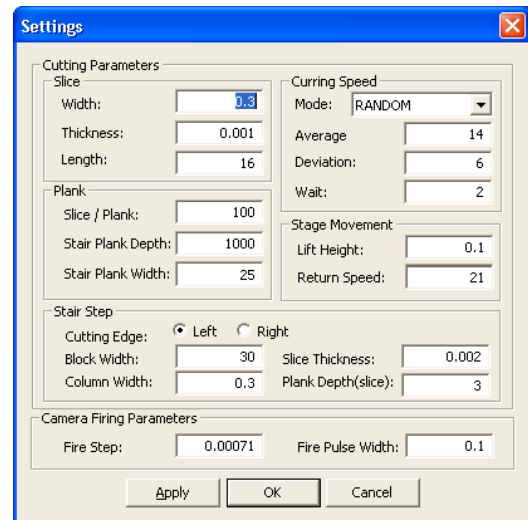 Settings
Cutting Parameters
Slice
Width: 0.3
Thickness: 0.001
Length: 16
Curring Speed
Mode: RANDOM
Average 14
Deviation: 6
Wait: 2
Plank
Slice / Plank: 100
Stair Plank Depth: 1000
Stair Plank Width: 25
Stage Movement
Lift Height: 0.1
Return Speed: 21
Stair Step
Cutting Edge: Left Right
Block Width: 30 Slice Thickness: 0.002
Column Width: 0.3 Plank Depth(slice): 3
Camera Firing Parameters
Fire Step: 0.00071 Fire Pulse Width: 0.1
Apply OK Cancel